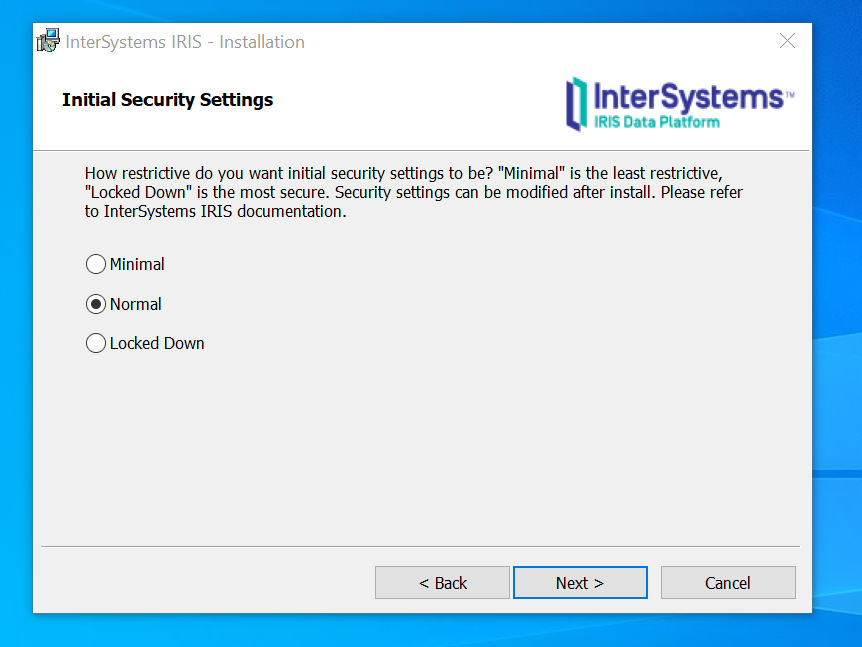 InterSystems IRIS - Installation
Initial Security Settings
InterSystems™
IRIS Data Platform
How restrictive do you want initial security settings to be? "Minimal" is the least restrictive,
"Locked Down" is the most secure. Security settings can be modified after install. Please refer
to InterSystems IRIS documentation.
Minimal
Normal
Locked Down
< Back
Next >
Cancel